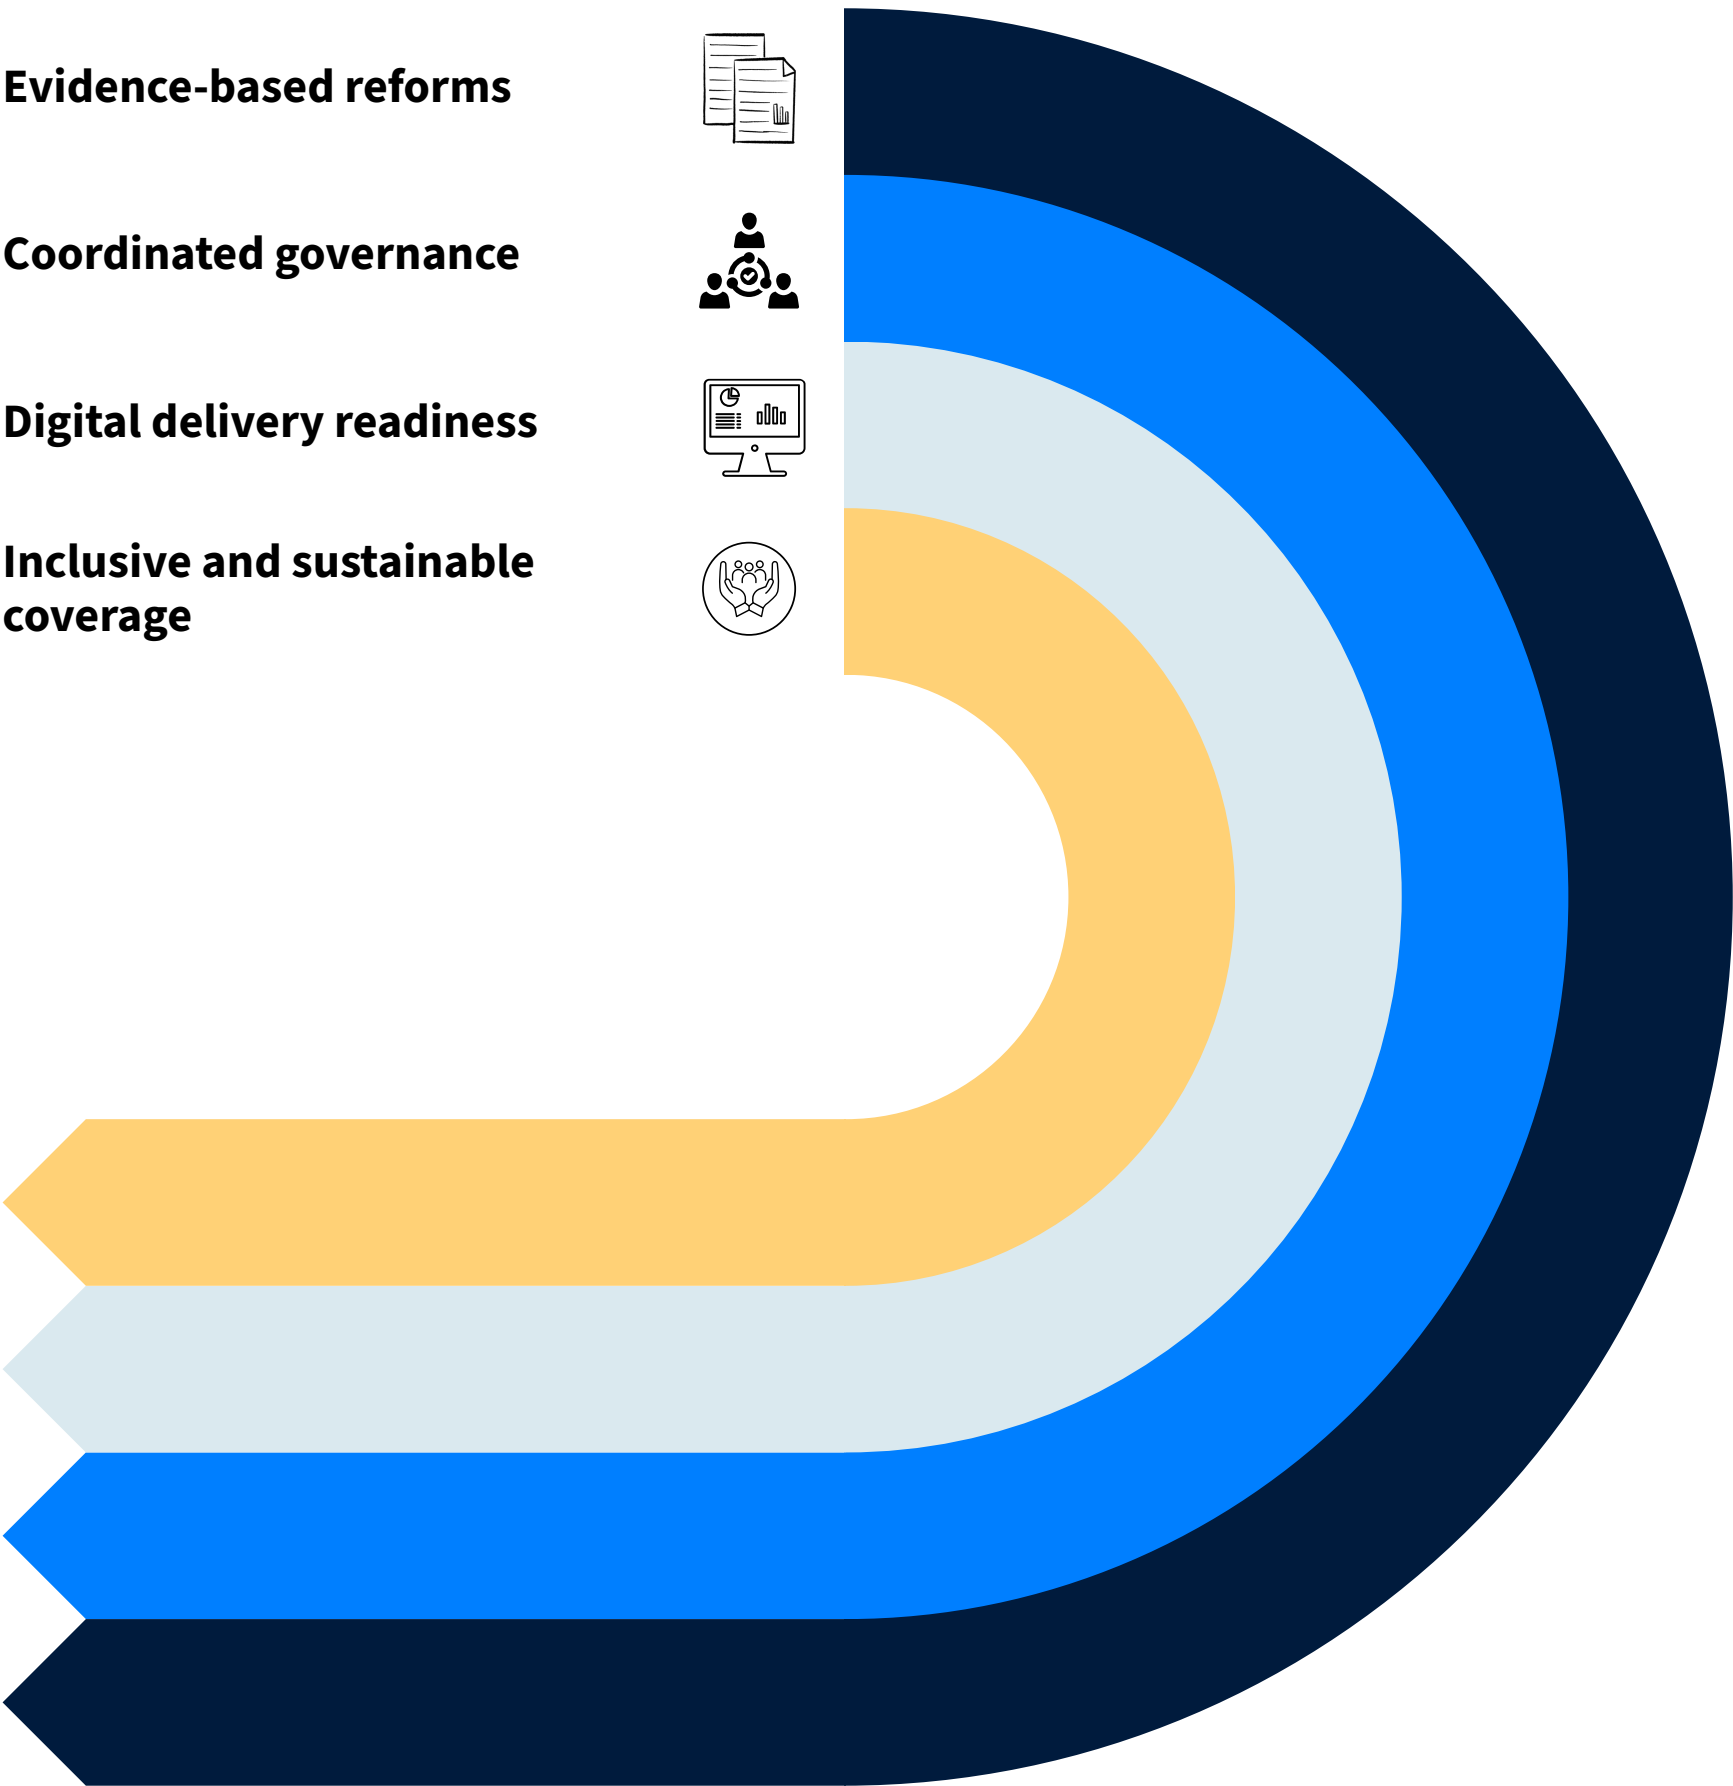 Evidence-based reforms
Coordinated governance
Digital delivery readiness
Inclusive and sustainable
coverage